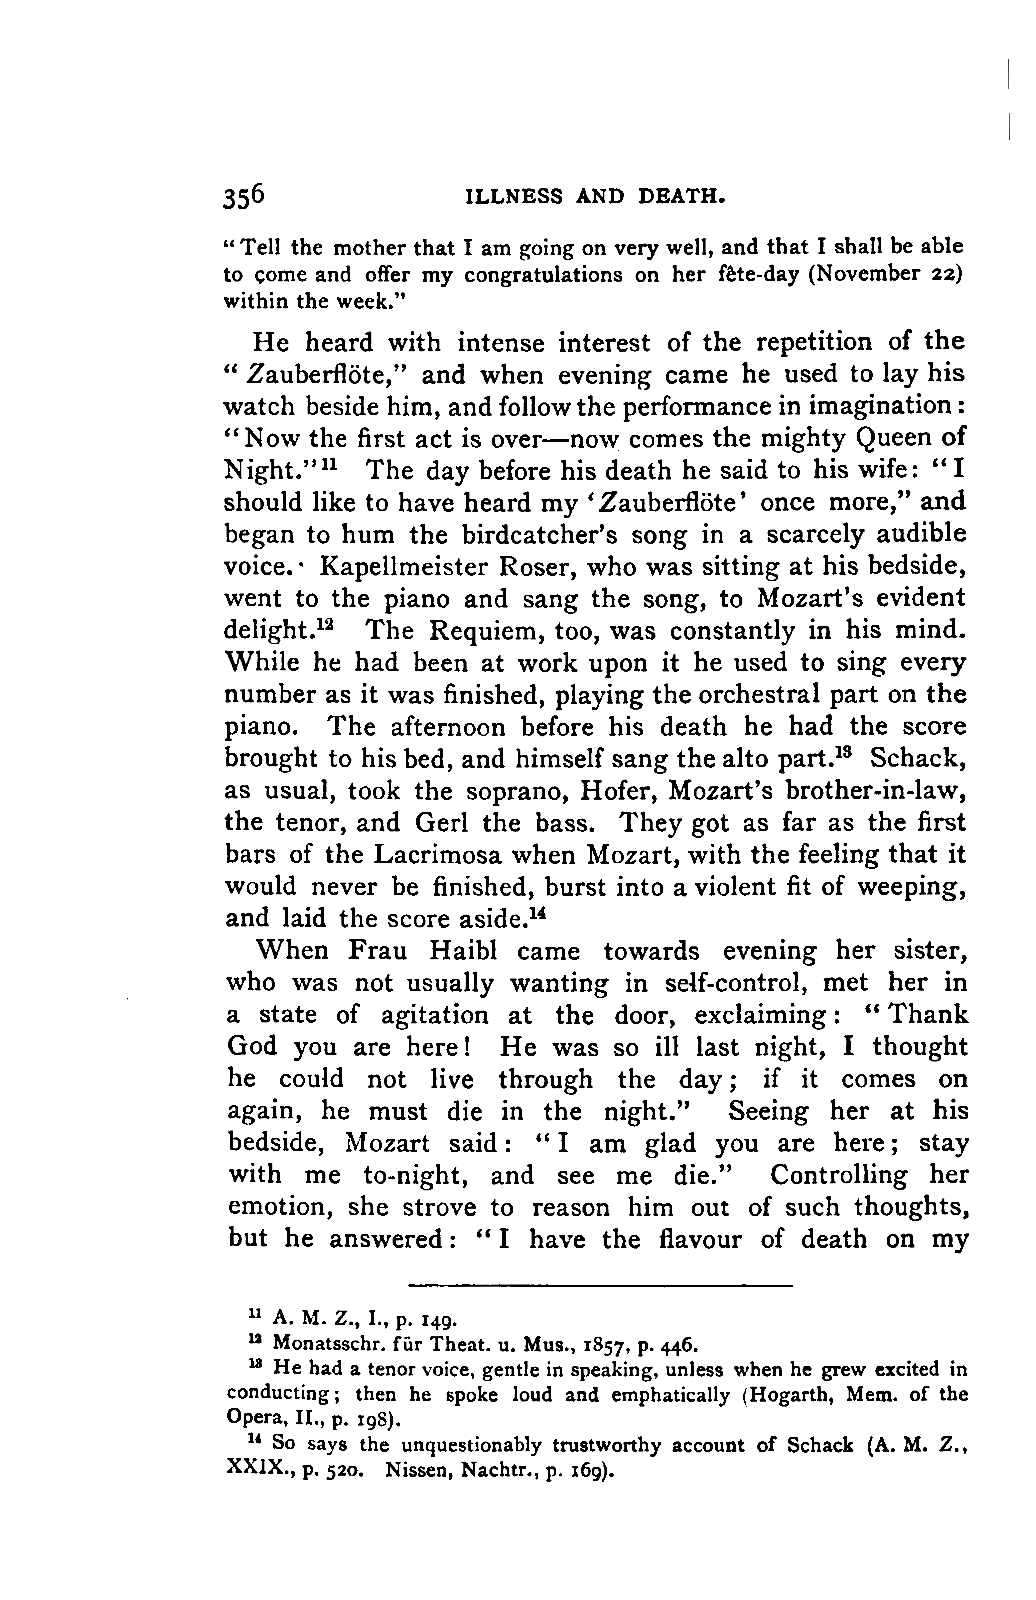 356 ILLNESS AND DEATH.
“Tell the mother that I am going on very well, and that I shall be able
to come and offer my congratulations on her fête-day (November 22)
within the week.”
He heard with intense interest of the repetition of the
“ Zauberflöte,” and when evening came he used to lay his
watch beside him, and follow the performance in imagination :
“Now the first act is over—now comes the mighty Queen of
Night.”¹¹ The day before his death he said to his wife: “I
should like to have heard my ‘Zauberflöte’ once more,” and
began to hum the birdcatcher’s song in a scarcely audible
voice. Kapellmeister Roser, who was sitting at his bedside,
went to the piano and sang the song, to Mozart’s evident
delight.¹² The Requiem, too, was constantly in his mind.
While he had been at work upon it he used to sing every
number as it was finished, playing the orchestral part on the
piano. The afternoon before his death he had the score
brought to his bed, and himself sang the alto part.¹³ Schack,
as usual, took the soprano, Hofer, Mozart’s brother-in-law,
the tenor, and Gerl the bass. They got as far as the first
bars of the Lacrimosa when Mozart, with the feeling that it
would never be finished, burst into a violent fit of weeping,
and laid the score aside.¹⁴
When Frau Haibl came towards evening her sister,
who was not usually wanting in self-control, met her in
a state of agitation at the door, exclaiming : “ Thank
God you are here! He was so ill last night, I thought
he could not live through the day; if it comes on
again, he must die in the night.” Seeing her at his
bedside, Mozart said : “ I am glad you are here; stay
with me to-night, and see me die.” Controlling her
emotion, she strove to reason him out of such thoughts,
but he answered : “ I have the flavour of death on my
¹¹ A. M. Z., I., p. 149.
¹² Monatsschr. für Theat. u. Mus., 1857, p. 446.
¹³ He had a tenor voice, gentle in speaking, unless when he grew excited in
conducting; then he spoke loud and emphatically (Hogarth, Mem. of the
Opera, II., p. 198).
¹⁴ So says the unquestionably trustworthy account of Schack (A. M. Z.,
XXIX., p. 520. Nissen, Nachtr., p. 169).